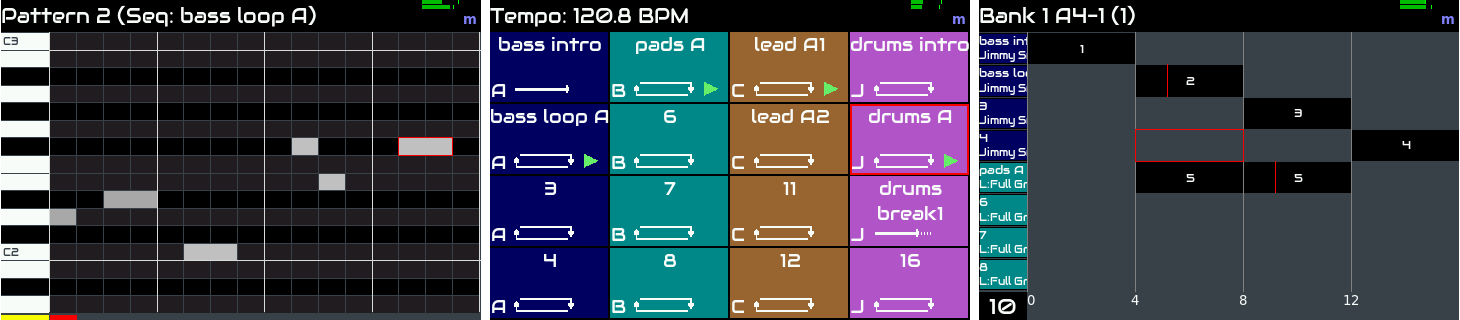 Pattern 2 (Seq: bass loop A)
m
C3
C2
Tempo: 120.8 BPM
m
bass intro
pads A
lead A1
drums intro
A
B
C
J
bass loop A
6
lead A2
drums A
A
B
C
J
3
7
11
drums
break1
A
B
C
J
4
8
12
16
A
B
C
J
Bank 1 A4-1 (1)
m
bass int
Jimmy S
1
bass loo
Jimmy S
2
3
Jimmy S
3
4
Jimmy S
4
pads A
L:Full Gr
5
5
6
L:Full Gr
7
L:Full Gr
8
L:Full Gr
10
0
4
8
12